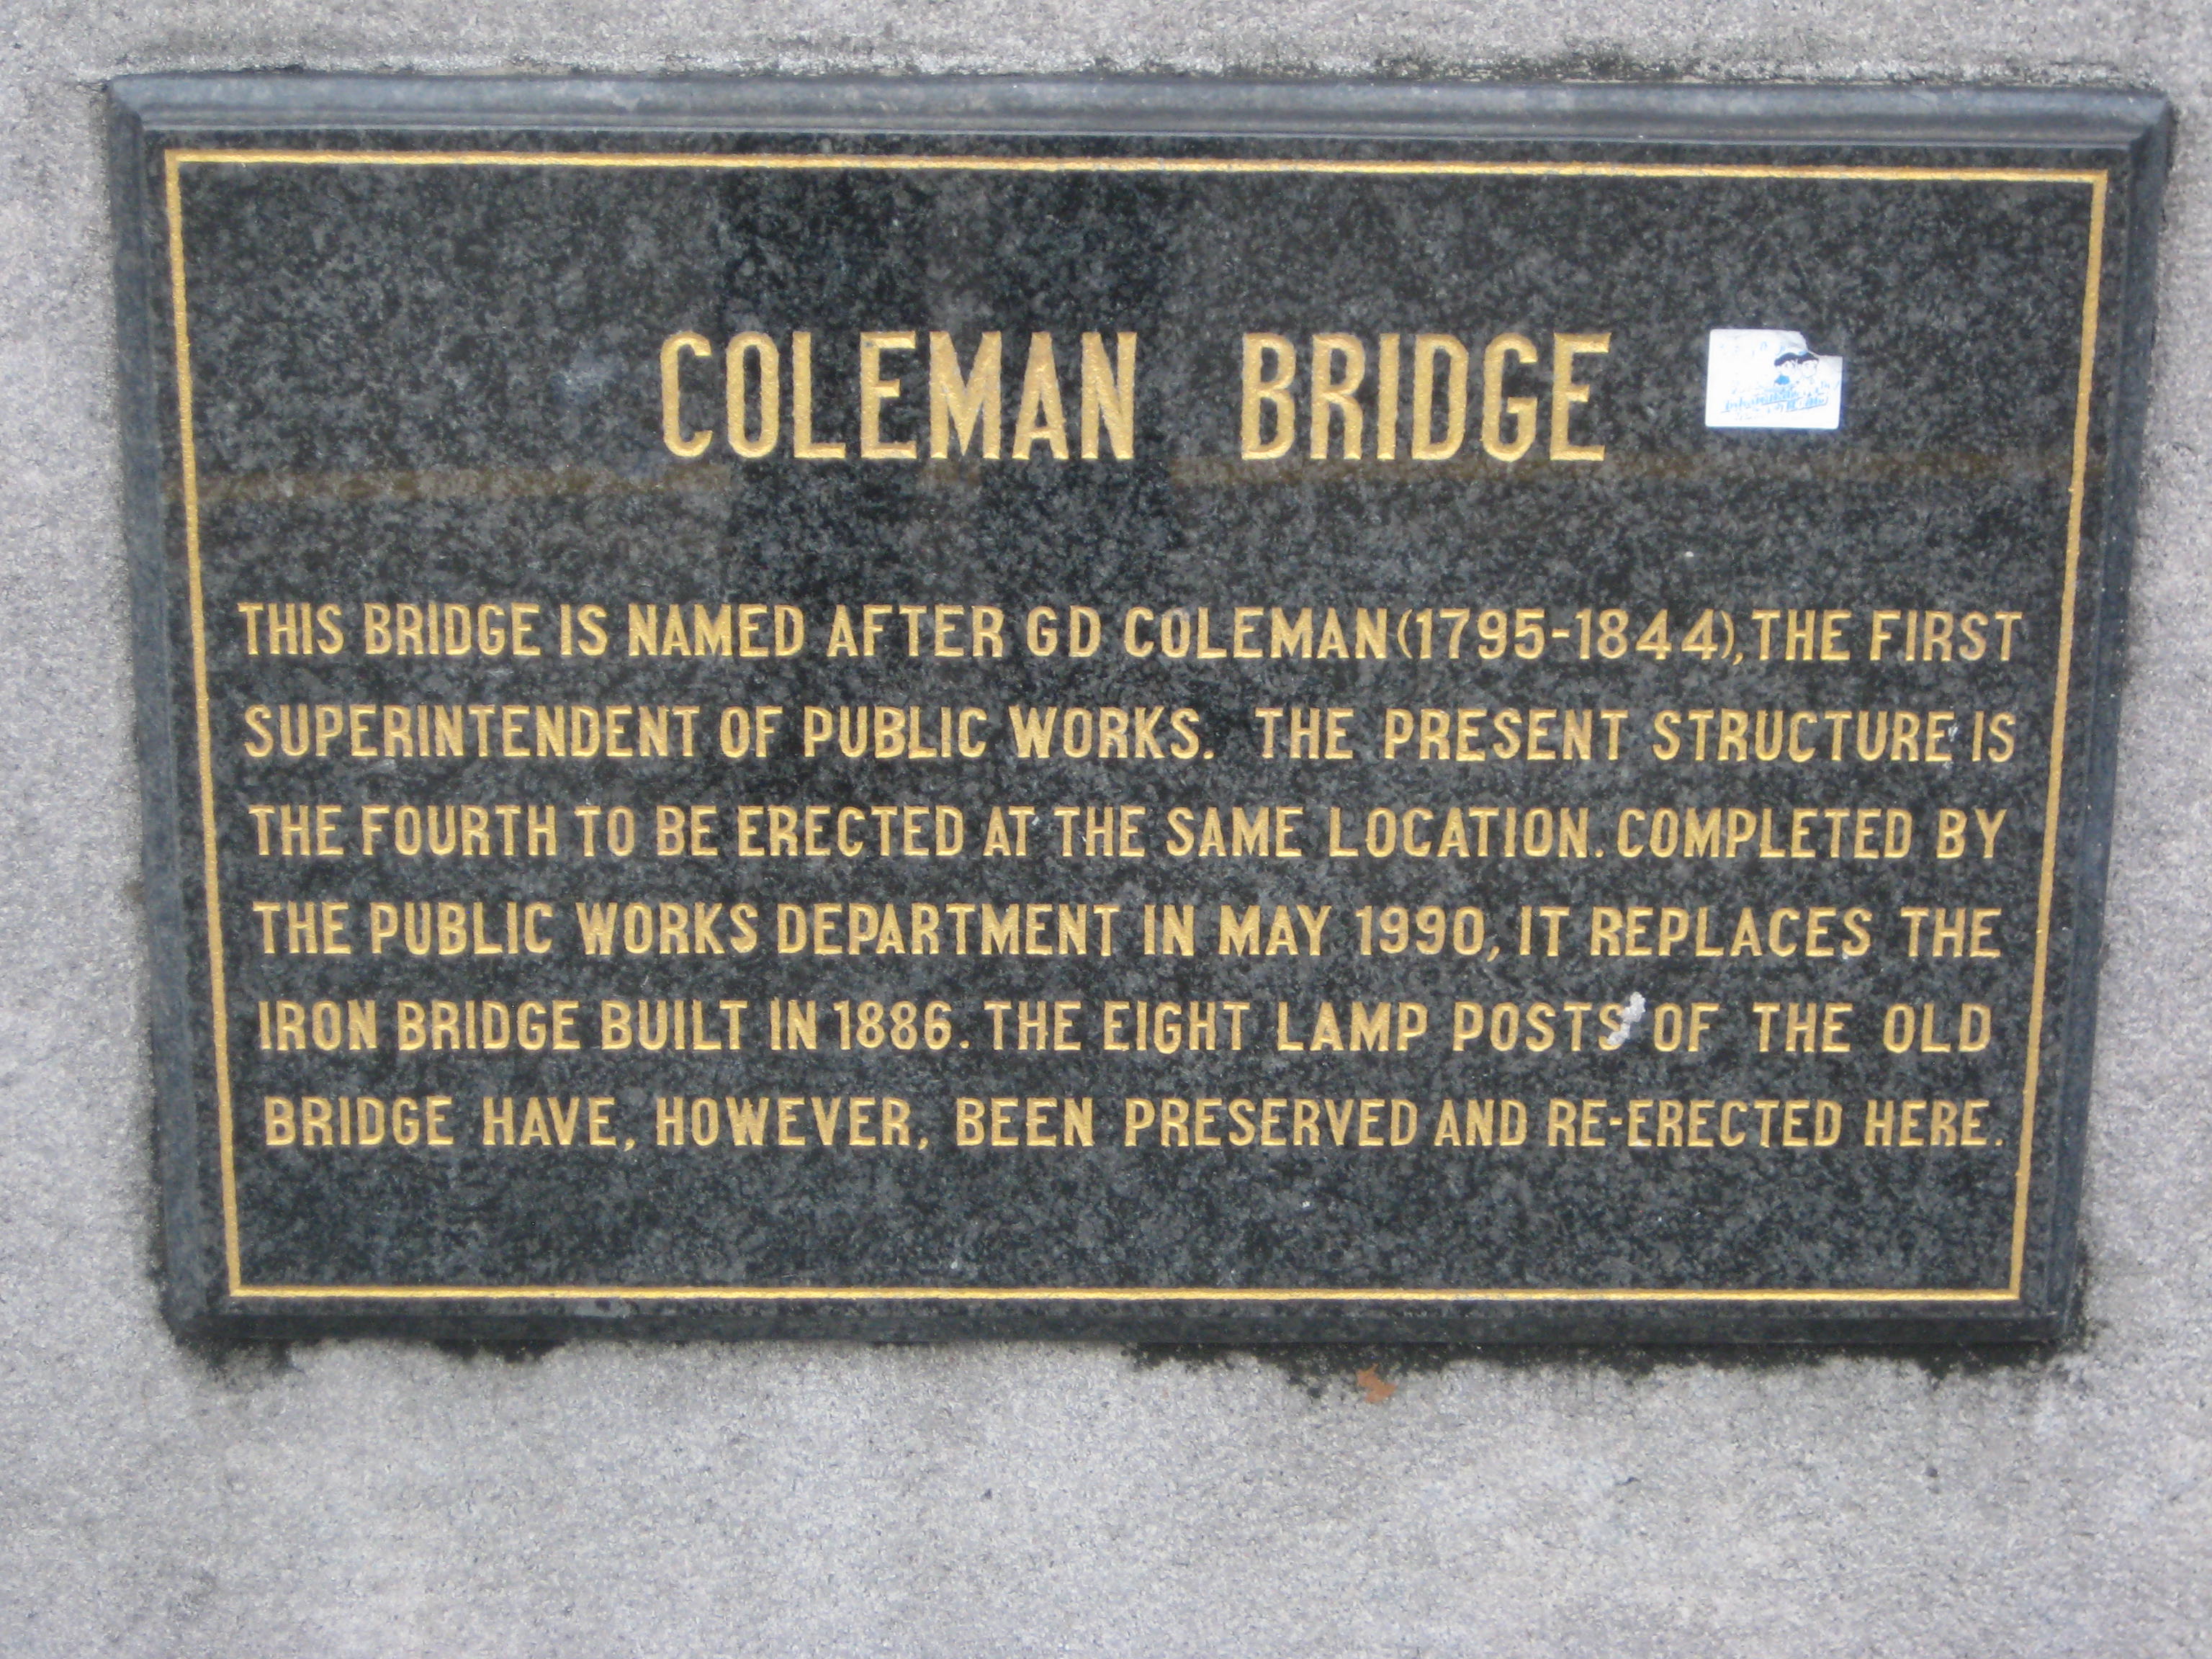 COLEMAN BRIDGE
THIS BRIDGE IS NAMED AFTER G D COLEMAN (1795-1844), THE FIRST
SUPERINTENDENT OF PUBLIC WORKS. THE PRESENT STRUCTURE IS
THE FOURTH TO BE ERECTED AT THE SAME LOCATION. COMPLETED BY
THE PUBLIC WORKS DEPARTMENT IN MAY 1990, IT REPLACES THE
IRON BRIDGE BUILT IN 1886. THE EIGHT LAMP POSTS OF THE OLD
BRIDGE HAVE, HOWEVER, BEEN PRESERVED AND RE-ERECTED HERE.